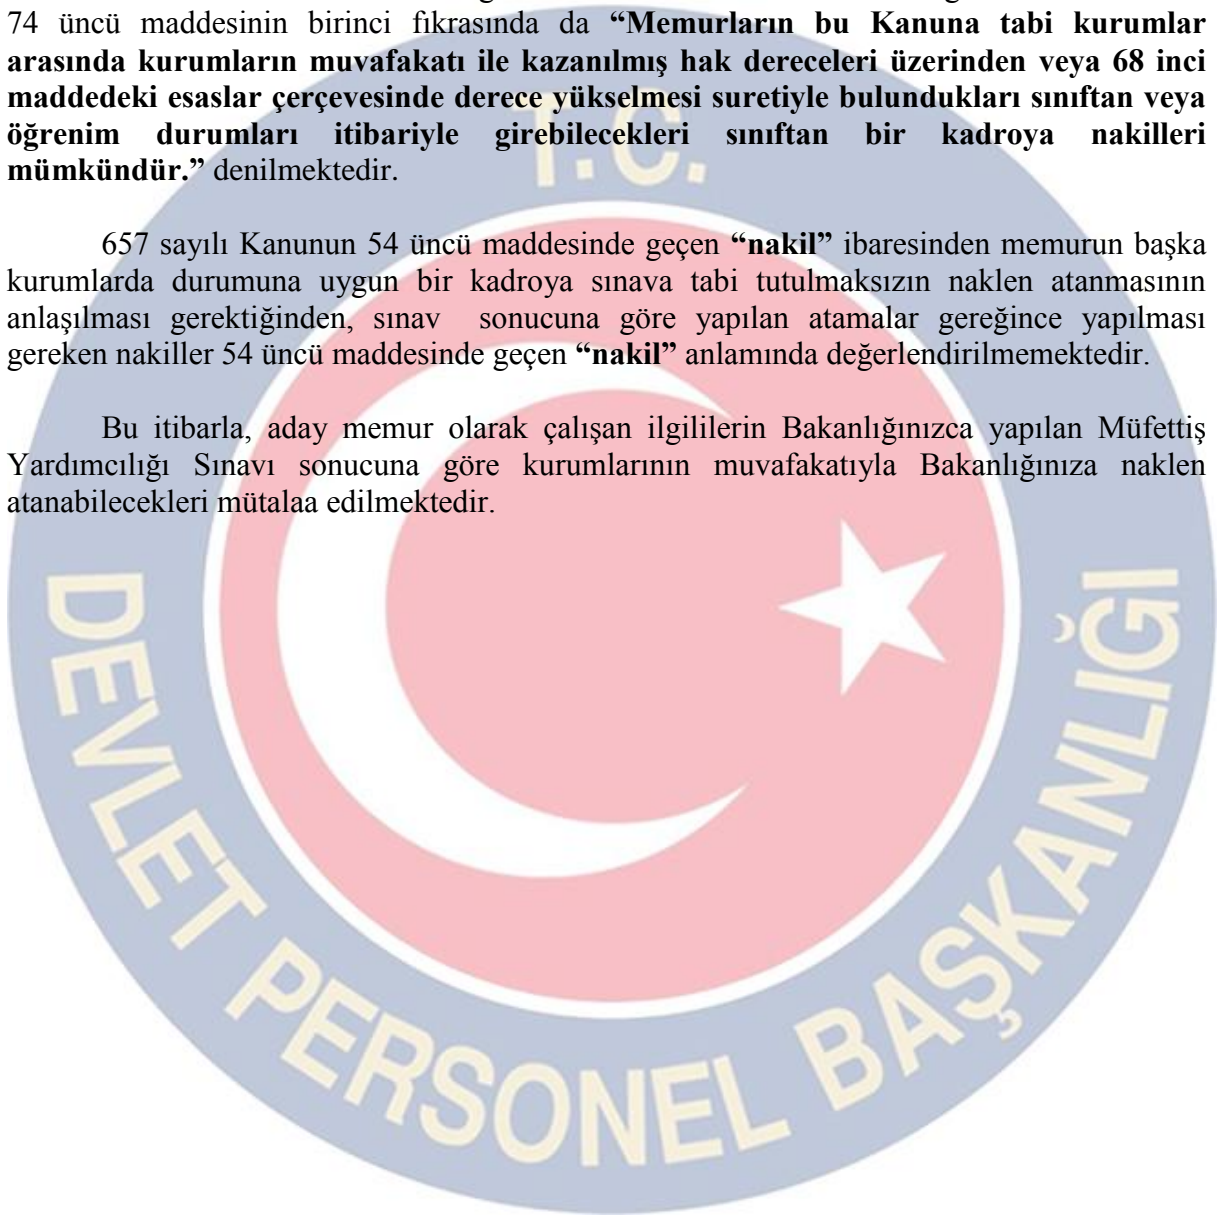 74 üncü maddesinin birinci fıkrasında da “Memurların bu Kanuna tabi kurumlar
arasında kurumların muvafakatı ile kazanılmış hak dereceleri üzerinden veya 68 inci
maddedeki esaslar çerçevesinde derece yükselmesi suretiyle bulundukları sınıftan veya
öğrenim durumları itibariyle girebilecekleri sınıftan bir kadroya nakilleri
mümkündür.” denilmektedir.
657 sayılı Kanunun 54 üncü maddesinde geçen “nakil” ibaresinden memurun başka
kurumlarda durumuna uygun bir kadroya sınava tabi tutulmaksızın naklen atanmasının
anlaşılması gerektiğinden, sınav sonucuna göre yapılan atamalar gereğince yapılması
gereken nakiller 54 üncü maddesinde geçen “nakil” anlamında değerlendirilmemektedir.
Bu itibarla, aday memur olarak çalışan ilgililerin Bakanlığınızca yapılan Müfettiş
Yardımcılığı Sınavı sonucuna göre kurumlarının muvafakatıyla Bakanlığınıza naklen
atanabilecekleri mütalaa edilmektedir.
T.C.
DEVLET PERSONEL BAŞKANLIĞI